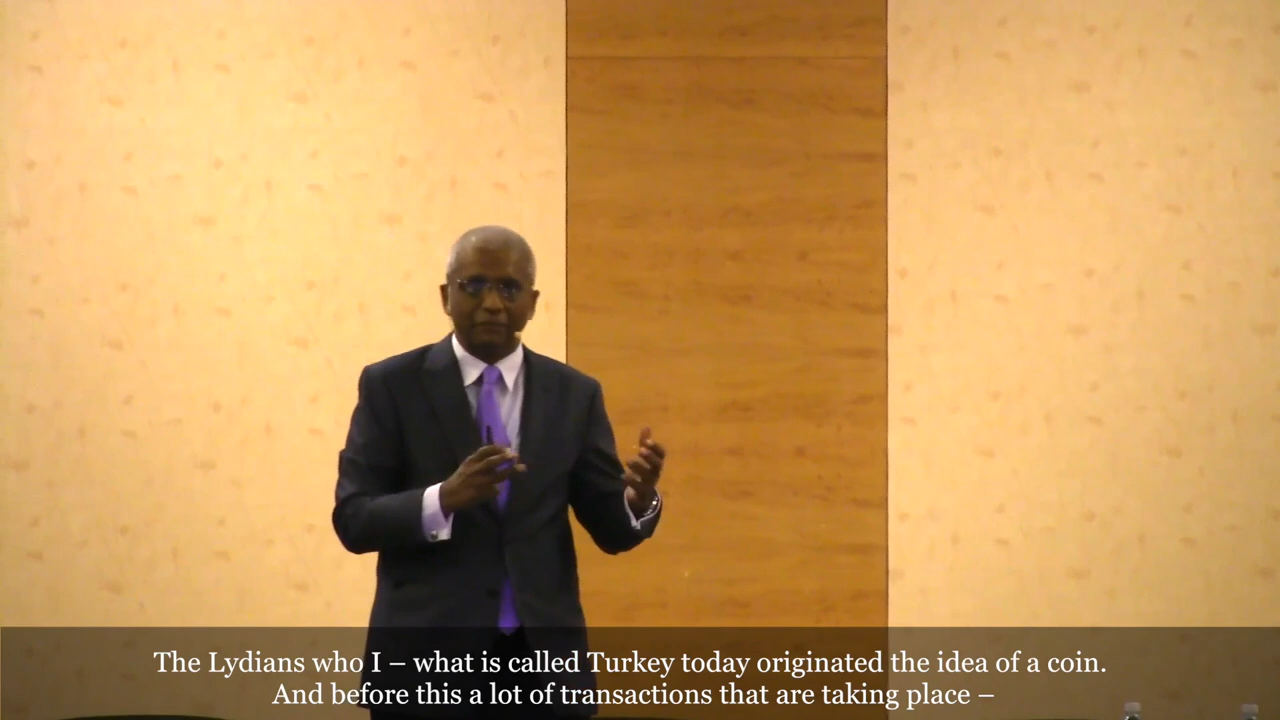 The Lydians who I – what is called Turkey today originated the idea of a coin.
And before this a lot of transactions that are taking place –